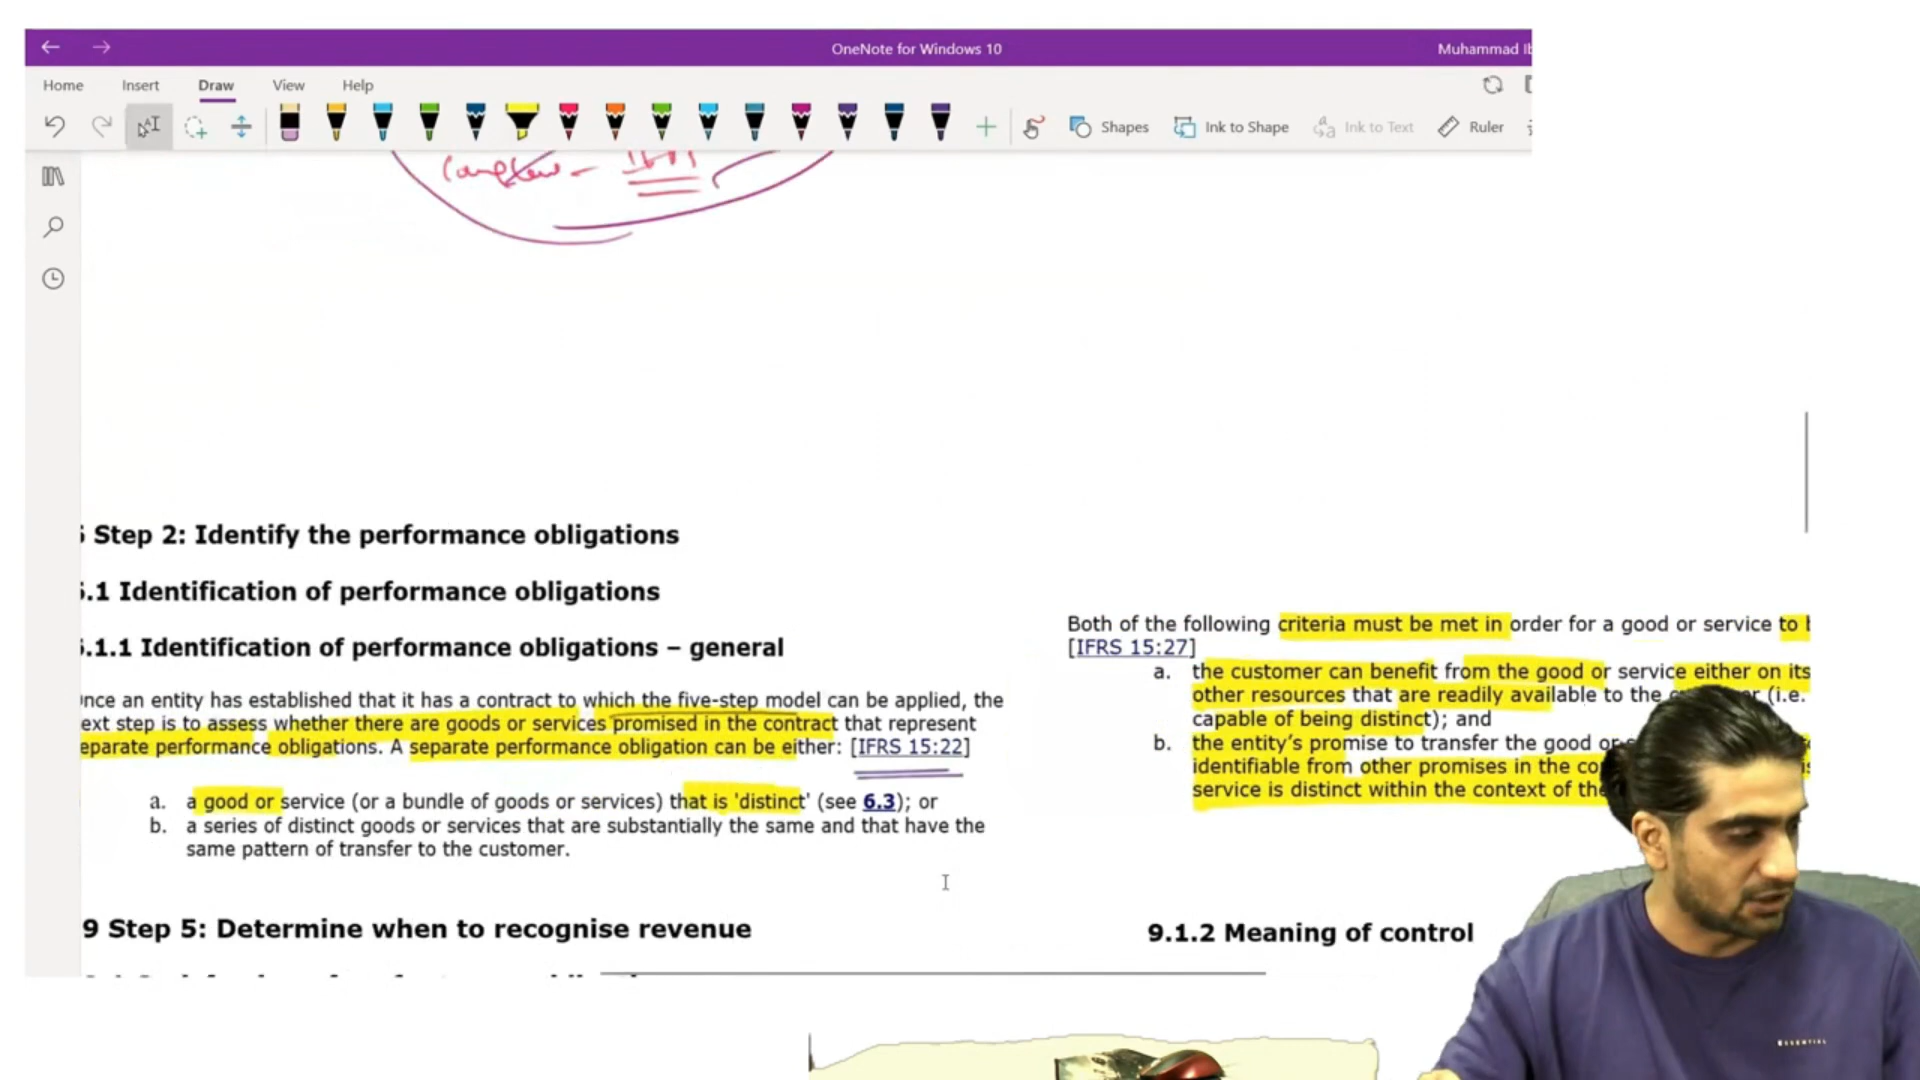 OneNote for Windows 10
Muhammad Ib
Home Insert Draw View Help
Shapes Ink to Shape Ink to Text Ruler
Step 2: Identify the performance obligations
.1 Identification of performance obligations
.1.1 Identification of performance obligations – general
nce an entity has established that it has a contract to which the five-step model can be applied, the
ext step is to assess whether there are goods or services promised in the contract that represent
eparate performance obligations. A separate performance obligation can be either: [IFRS 15:22]
a. a good or service (or a bundle of goods or services) that is 'distinct' (see 6.3); or
b. a series of distinct goods or services that are substantially the same and that have the
same pattern of transfer to the customer.
Both of the following criteria must be met in order for a good or service to b
[IFRS 15:27]
a. the customer can benefit from the good or service either on its
other resources that are readily available to the (i.e.
capable of being distinct); and
b. the entity's promise to transfer the good or
identifiable from other promises in the co
service is distinct within the context of the
9 Step 5: Determine when to recognise revenue
9.1.2 Meaning of control
ESSENTIAL